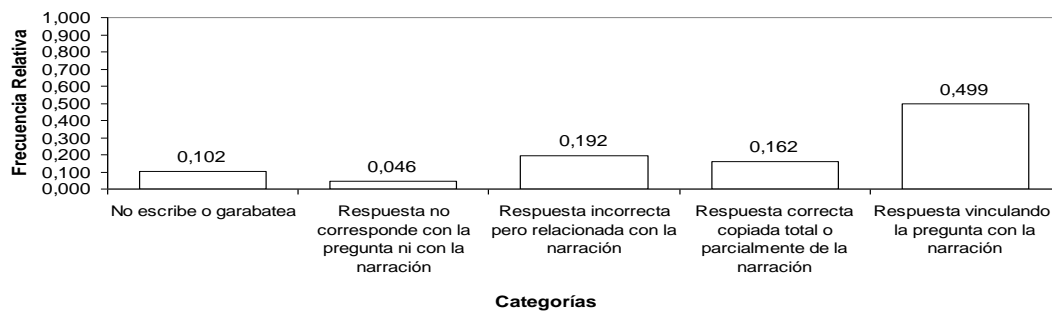 Frecuencia Relativa
1,000
0,900
0,800
0,700
0,600
0,500
0,400
0,300
0,200
0,100
0,000
0,102
0,046
0,192
0,162
0,499
No escribe o garabatea
Respuesta no
corresponde con la
pregunta ni con la
narración
Respuesta incorrecta
pero relacionada con la
narración
Respuesta correcta
copiada total o
parcialmente de la
narración
Respuesta vinculando
la pregunta con la
narración
Categorías